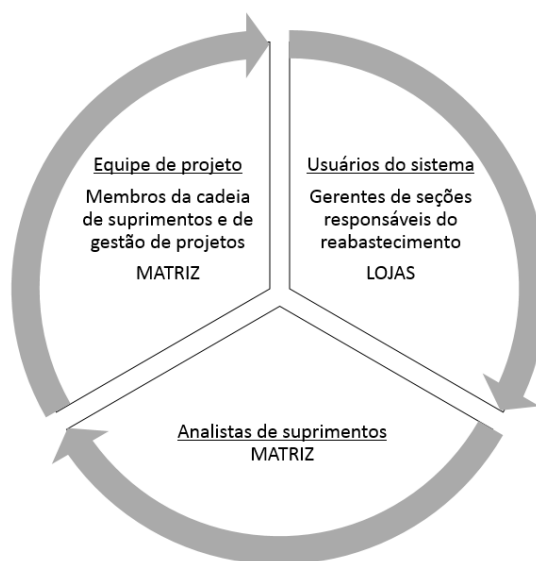 Equipe de projeto
Membros da cadeia
de suprimentos e de
gestão de projetos
MATRIZ
Usuários do sistema
Gerentes de seções
responsáveis do
reabastecimento
LOJAS
Analistas de suprimentos
MATRIZ